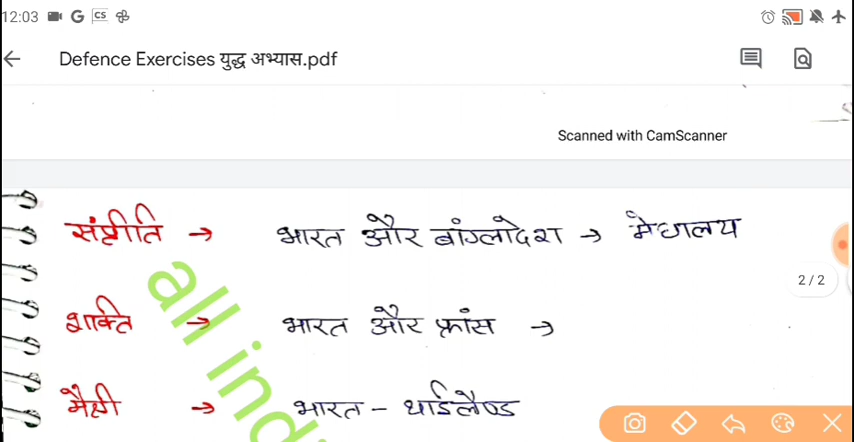 12:03 G CS
Defence Exercises युद्ध अभ्यास.pdf
Scanned with CamScanner
संप्रीति → भारत और बांग्लादेश → मेघालय
2/2
शक्ति → भारत और फ्रांस →
मैत्री → भारत - थाईलैण्ड
all ind